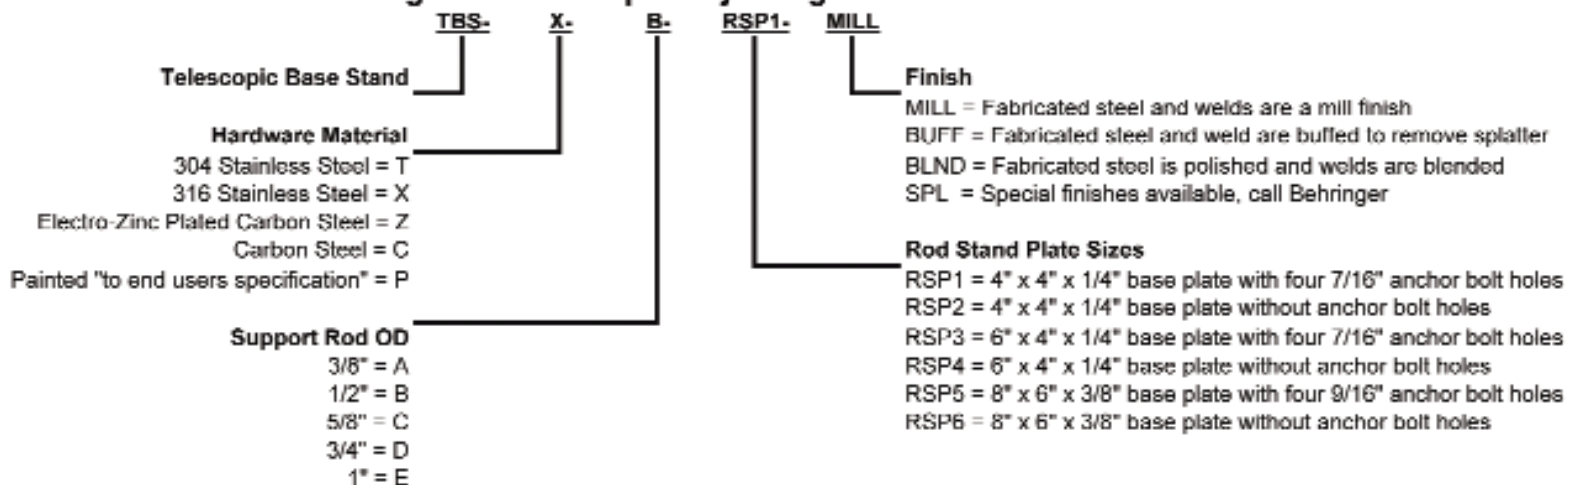 TBS- X- B- RSP1- MILL
Telescopic Base Stand
Hardware Material
304 Stainless Steel = T
316 Stainless Steel = X
Electro-Zinc Plated Carbon Steel = Z
Carbon Steel = C
Painted "to end users specification" = P
Support Rod OD
3/8" = A
1/2" = B
5/8" = C
3/4" = D
1" = E
Finish
MILL = Fabricated steel and welds are a mill finish
BUFF = Fabricated steel and weld are buffed to remove splatter
BLND = Fabricated steel is polished and welds are blended
SPL = Special finishes available, call Behringer
Rod Stand Plate Sizes
RSP1 = 4" x 4" x 1/4" base plate with four 7/16" anchor bolt holes
RSP2 = 4" x 4" x 1/4" base plate without anchor bolt holes
RSP3 = 6" x 4" x 1/4" base plate with four 7/16" anchor bolt holes
RSP4 = 6" x 4" x 1/4" base plate without anchor bolt holes
RSP5 = 8" x 6" x 3/8" base plate with four 9/16" anchor bolt holes
RSP6 = 8" x 6" x 3/8" base plate without anchor bolt holes